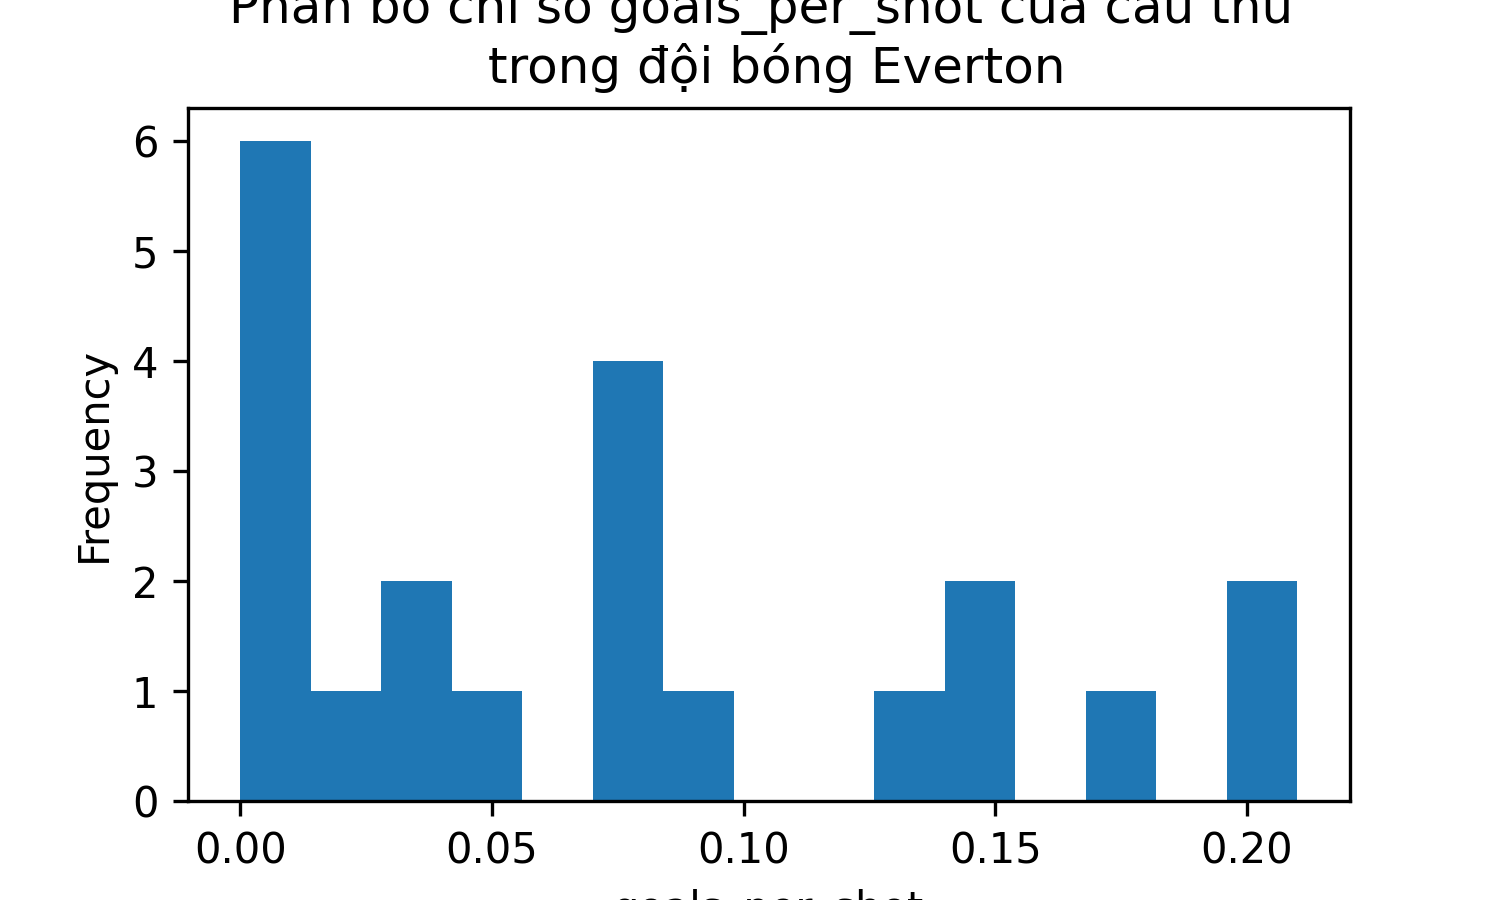 Phân bố chỉ số goals_per_shot của cầu thủ
trong đội bóng Everton
6
5
4
3
2
1
0
Frequency
0.00 0.05 0.10 0.15 0.20
goals_per_shot